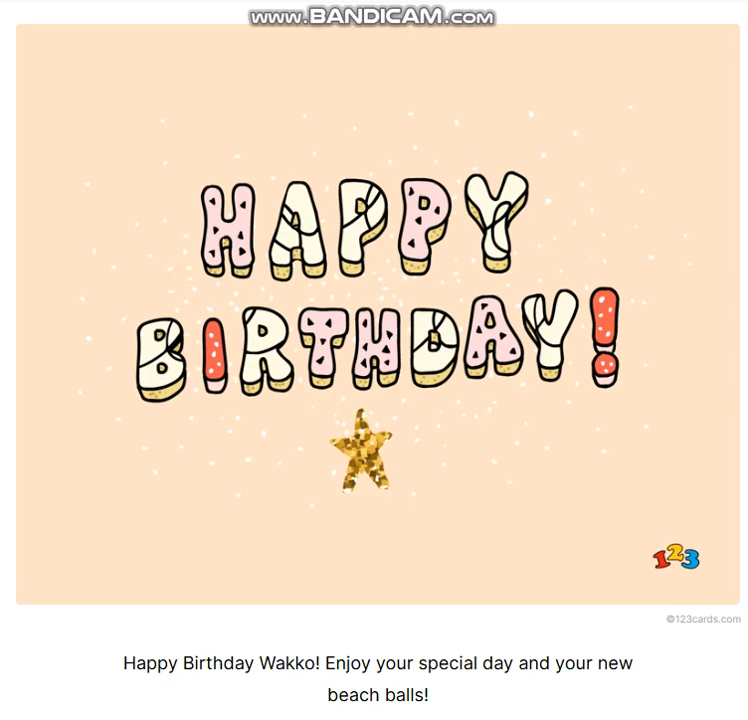 www.BANDICAM.com
HAPPY
BIRTHDAY!
123
©123cards.com
Happy Birthday Wakko! Enjoy your special day and your new
beach balls!